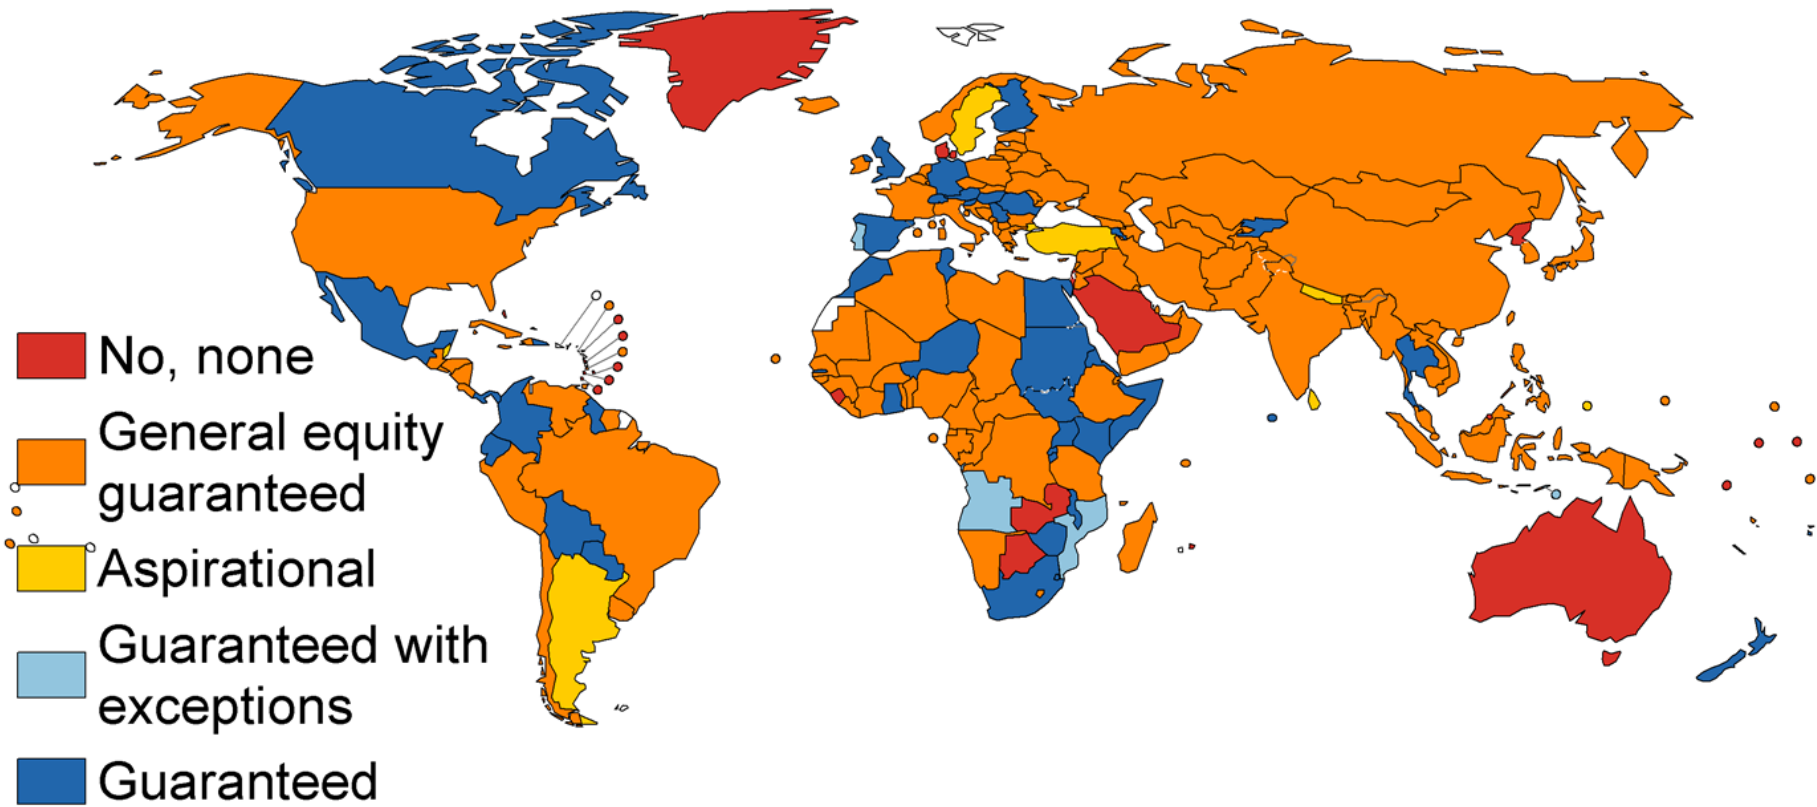 No, none
General equity
guaranteed
Aspirational
Guaranteed with
exceptions
Guaranteed